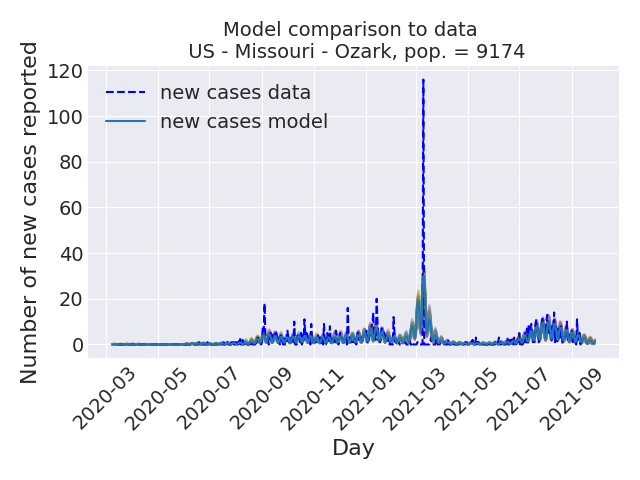 Model comparison to data
US - Missouri - Ozark, pop. = 9174
Number of new cases reported
120
100
80
60
40
20
0
new cases data
new cases model
2020-03
2020-05
2020-07
2020-09
2020-11
2021-01
2021-03
2021-05
2021-07
2021-09
Day